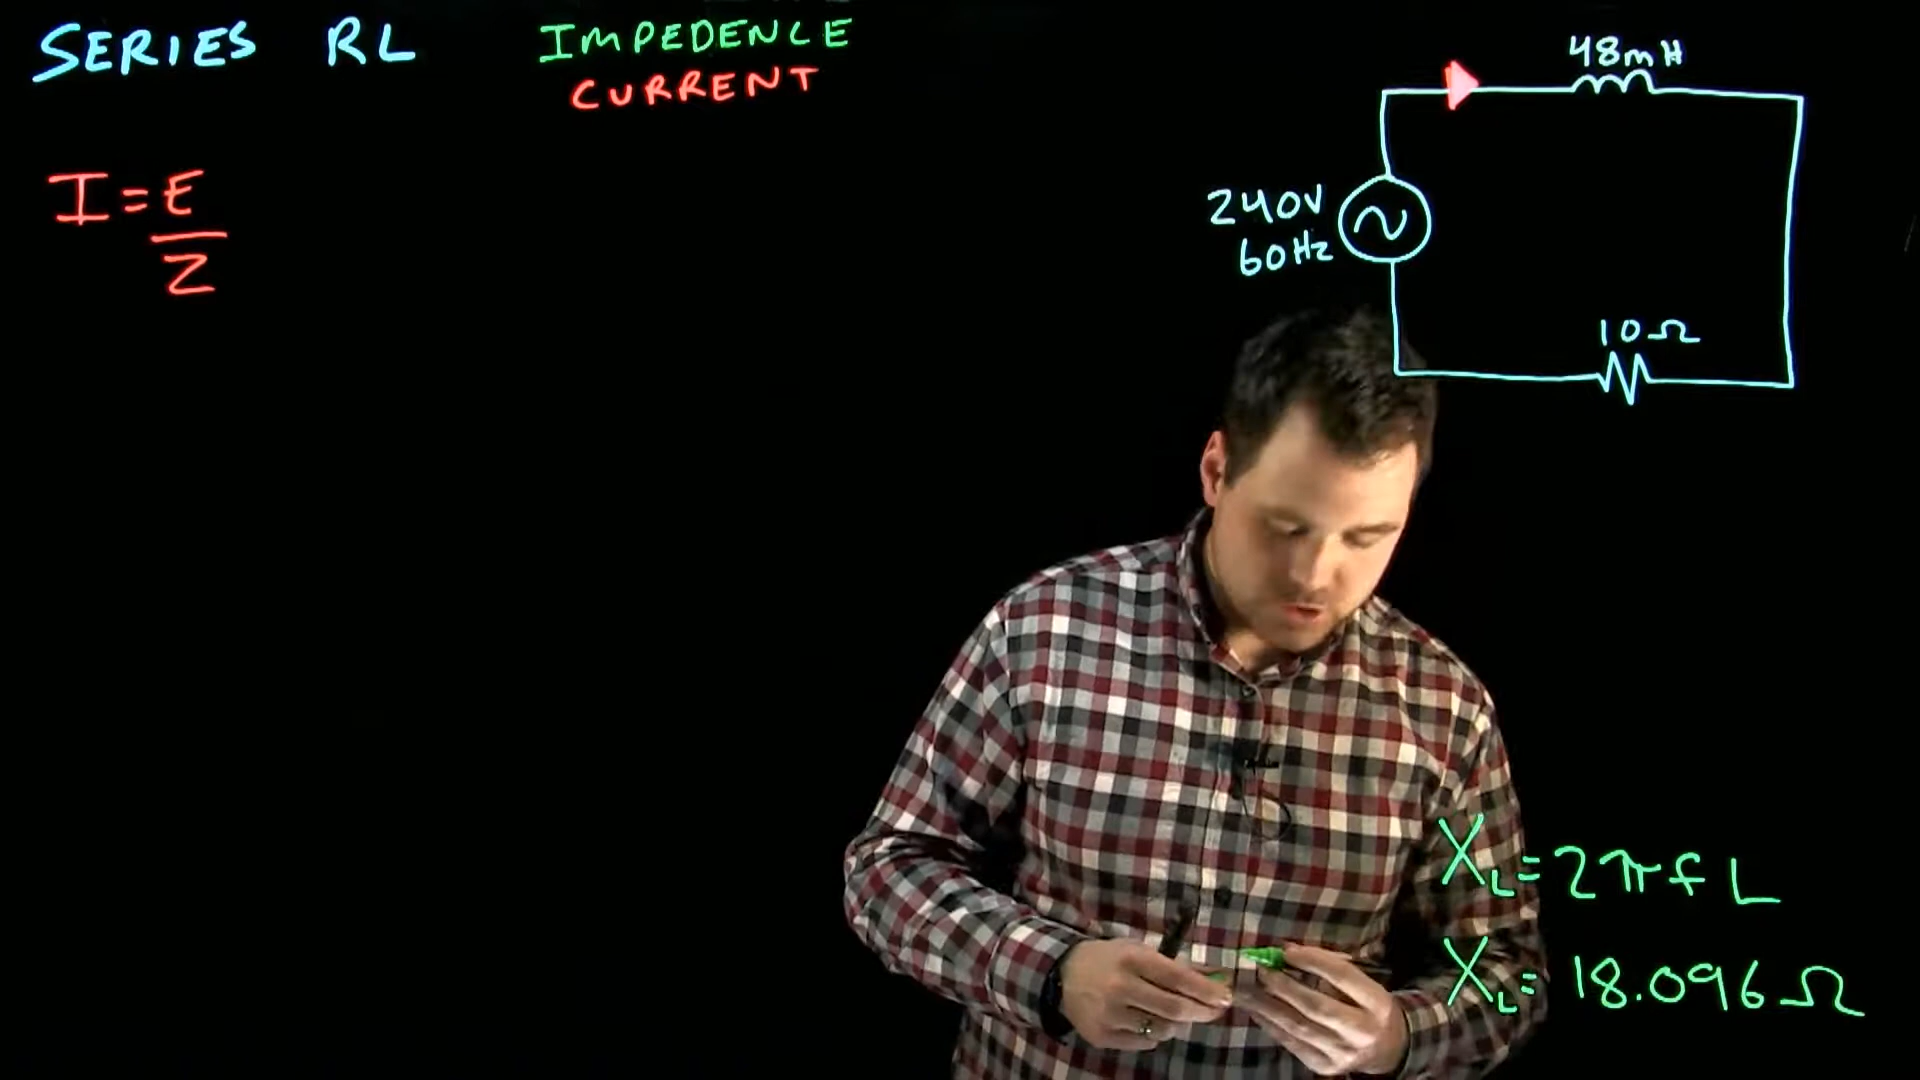 SERIES RL IMPEDENCE
CURRENT
I = E
Z
48mH
240V
60Hz
10Ω
XL = 2πfL
XL = 18.096Ω